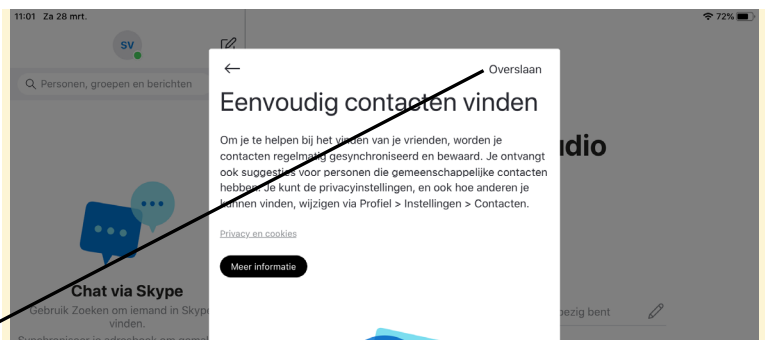 11:01 Za 28 mrt.
72%
SV
Personen, groepen en berichten
Overslaan
Eenvoudig contacten vinden
Om je te helpen bij het vinden van je vrienden, worden je
contacten regelmatig gesynchroniseerd en bewaard. Je ontvangt
ook suggesties voor personen die gemeenschappelijke contacten
hebben. Je kunt de privacyinstellingen, en ook hoe anderen je
kunnen vinden, wijzigen via Profiel > Instellingen > Contacten.
Privacy en cookies
Meer informatie
Chat via Skype
Gebruik Zoeken om iemand in Skype
vinden.
bezig bent